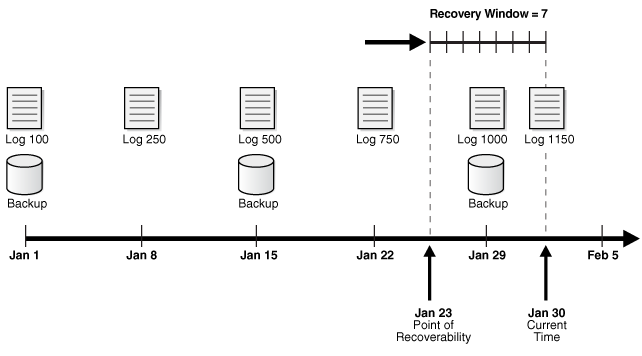 Recovery Window = 7
Log 100
Log 250
Log 500
Log 750
Log 1000
Log 1150
Backup
Backup
Backup
Jan 1
Jan 8
Jan 15
Jan 22
Jan 29
Feb 5
Jan 23
Point of
Recoverability
Jan 30
Current
Time